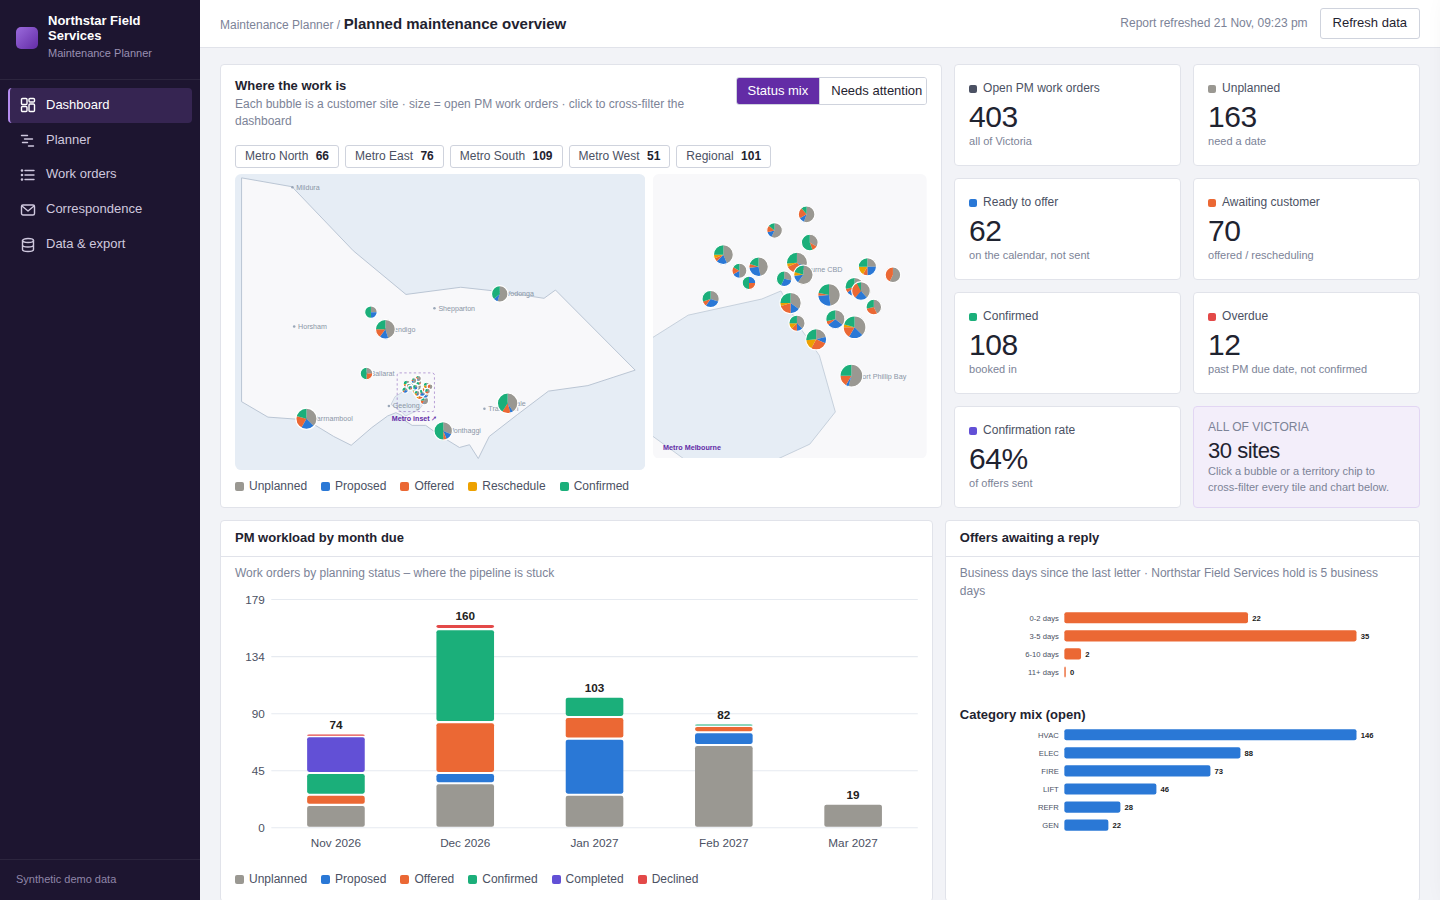 Northstar Field
Services
Maintenance Planner
Dashboard
Planner
Work orders
Correspondence
Data & export
Synthetic demo data
Maintenance Planner / Planned maintenance overview
Report refreshed 21 Nov, 09:23 pm
Refresh data
Where the work is
Each bubble is a customer site · size = open PM work orders · click to cross-filter the
dashboard
Status mix
Needs attention
Metro North 66
Metro East 76
Metro South 109
Metro West 51
Regional 101
Mildura
Wodonga
Shepparton
Horsham
Geelong
Metro inset ↗
Metro Melbourne
Unplanned
Proposed
Offered
Reschedule
Confirmed
Open PM work orders
403
all of Victoria
Unplanned
163
need a date
Ready to offer
62
on the calendar, not sent
Awaiting customer
70
offered / rescheduling
Confirmed
108
booked in
Overdue
12
past PM due date, not confirmed
Confirmation rate
64%
of offers sent
ALL OF VICTORIA
30 sites
Click a bubble or a territory chip to
cross-filter every tile and chart below.
PM workload by month due
Work orders by planning status – where the pipeline is stuck
179
134
90
45
0
74
160
103
82
19
Nov 2026
Dec 2026
Jan 2027
Feb 2027
Mar 2027
Unplanned
Proposed
Offered
Confirmed
Completed
Declined
Offers awaiting a reply
Business days since the last letter · Northstar Field Services hold is 5 business
days
0-2 days 22
3-5 days 35
6-10 days 2
11+ days 0
Category mix (open)
HVAC 146
ELEC 88
FIRE 73
LIFT 46
REFR 28
GEN 22